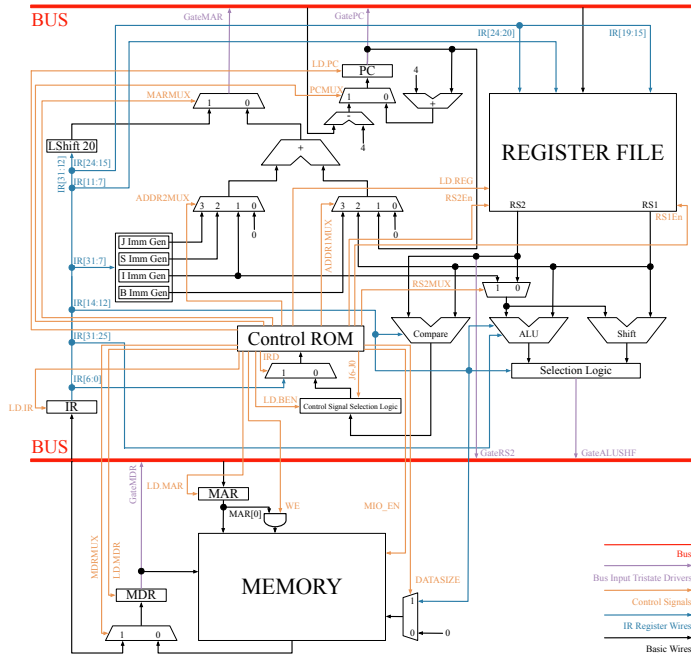 BUS
GateMAR
GatePC
IR[24:20]
IR[19:15]
IR[11:7]
LD.PC
PC
4
MARMUX
PCMUX
1 0
1 0
+
-
4
LShift 20
IR[31:12]
IR[24:15]
IR[11:7]
+
REGISTER FILE
LD.REG
RS2En
RS2
RS1
RS1En
ADDR2MUX
3 2 1 0
0
ADDR1MUX
3 2 1 0
0
J Imm Gen
S Imm Gen
I Imm Gen
B Imm Gen
IR[31:7]
RS2MUX
1 0
IR[14:12]
IR[31:25]
Control ROM
Compare
ALU
Shift
IRD
1 0
J6-J0
Selection Logic
IR[6:0]
LD.IR
IR
LD.BEN
Control Signal Selection Logic
BUS
GateRS2
GateALUSHF
GateMDR
LD.MAR
MAR
MAR[0]
WE
MIO_EN
MDRMUX
LD.MDR
MEMORY
DATASIZE
MDR
1
0
0
1 0
Bus
Bus Input Tristate Drivers
Control Signals
IR Register Wires
Basic Wires